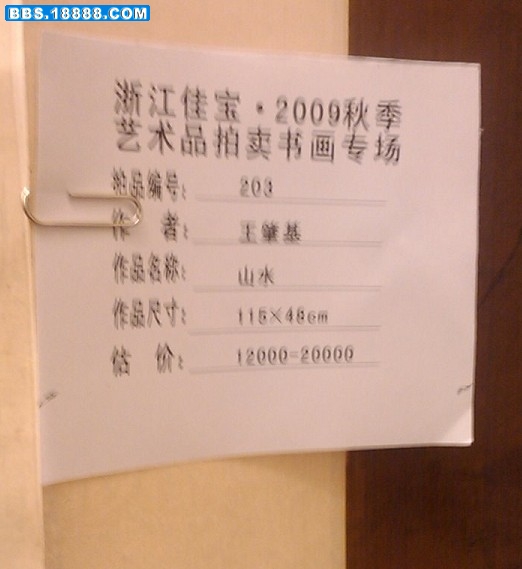 BBS.18888.COM
浙江佳宝·2009秋季
艺术品拍卖书画专场
拍品编号: 203
作 者: 王肇基
作品名称: 山水
作品尺寸: 115×48cm
估 价: 12000-20000